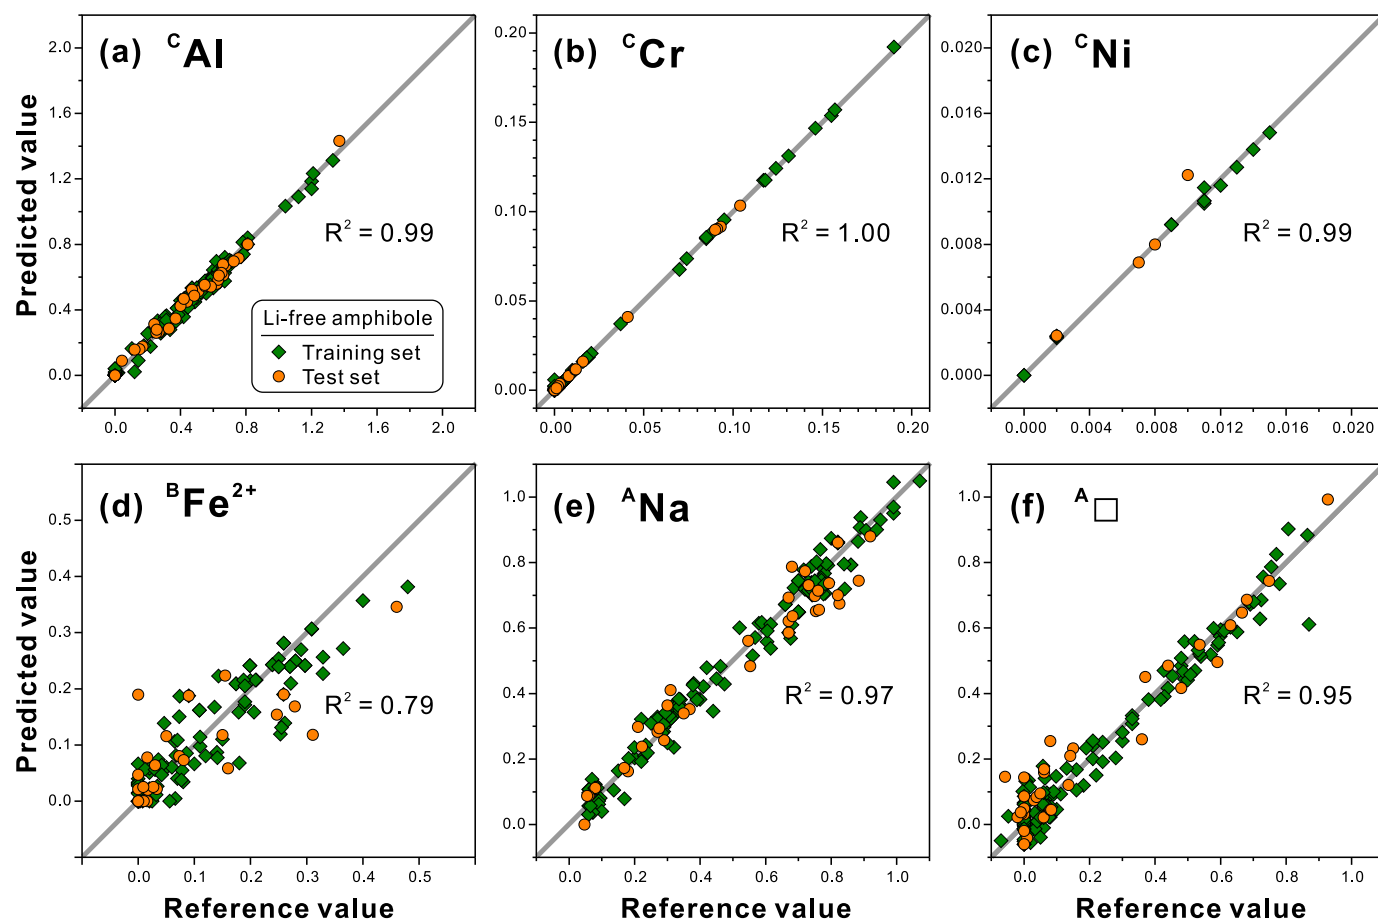 (a) ᶜAl
Predicted value
2.0
1.6
1.2
0.8
0.4
0.0
R² = 0.99
Li-free amphibole
Training set
Test set
0.0 0.4 0.8 1.2 1.6 2.0
(b) ᶜCr
0.20
0.15
0.10
0.05
0.00
R² = 1.00
0.00 0.05 0.10 0.15 0.20
(c) ᶜNi
0.020
0.016
0.012
0.008
0.004
0.000
R² = 0.99
0.000 0.004 0.008 0.012 0.016 0.020
(d) ᴮFe²⁺
Predicted value
0.5
0.4
0.3
0.2
0.1
0.0
R² = 0.79
0.0 0.1 0.2 0.3 0.4 0.5
Reference value
(e) ᴬNa
1.0
0.8
0.6
0.4
0.2
0.0
R² = 0.97
0.0 0.2 0.4 0.6 0.8 1.0
Reference value
(f) ᴬ□
1.0
0.8
0.6
0.4
0.2
0.0
R² = 0.95
0.0 0.2 0.4 0.6 0.8 1.0
Reference value